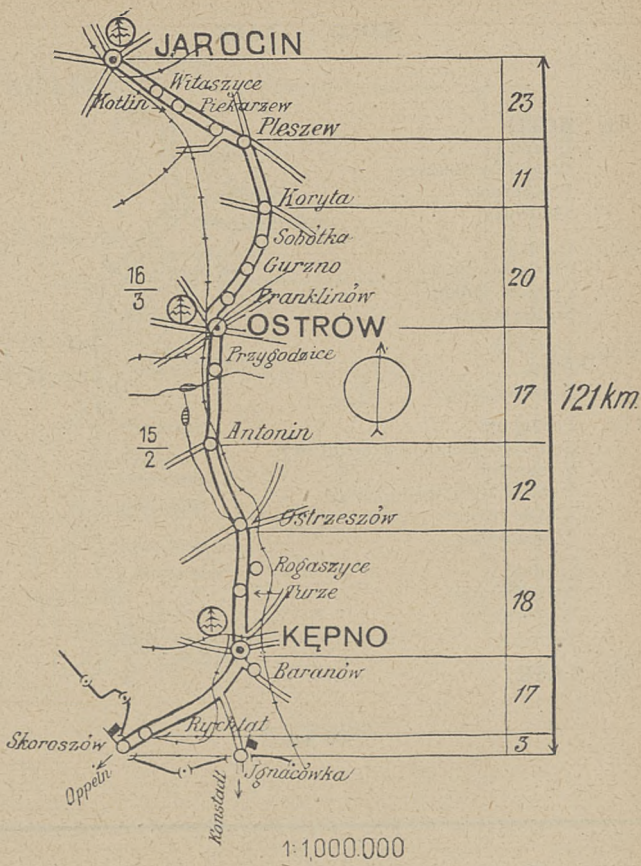 JAROCIN
Witaszyce
Kotlin
Piekarzew
23
Pleszew
11
Koryta
Sobótka
Gurzno
20
16
3
Franklinów
OSTRÓW
Przygodzice
17
121 km.
15
2
Antonin
12
Ostrzeszów
Rogaszyce
Turze
18
KĘPNO
Baranów
17
Rychtat
Skoroszów
3
Oppeln
Ignacówka
Konstadt
1:1,000.000